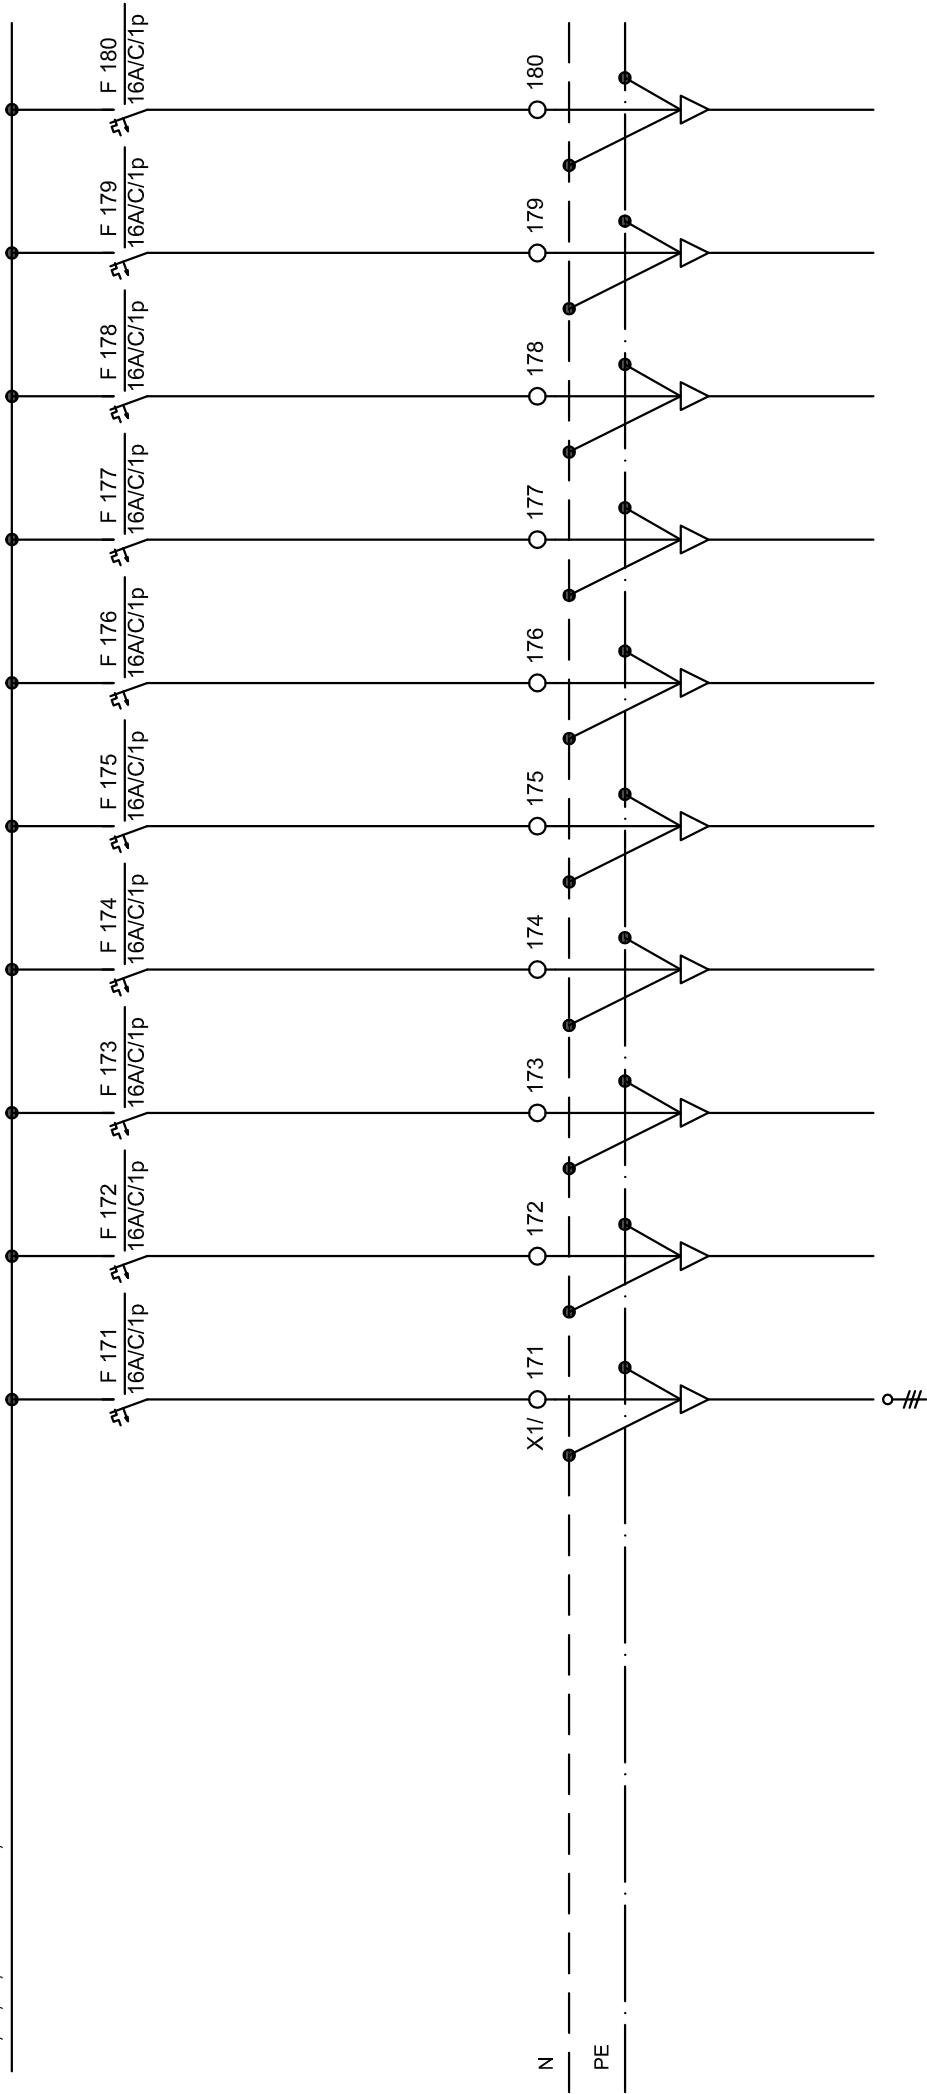 F 171
16A/C/1p
F 172
16A/C/1p
F 173
16A/C/1p
F 174
16A/C/1p
F 175
16A/C/1p
F 176
16A/C/1p
F 177
16A/C/1p
F 178
16A/C/1p
F 179
16A/C/1p
F 180
16A/C/1p
X1/ 171
172
173
174
175
176
177
178
179
180
N
PE